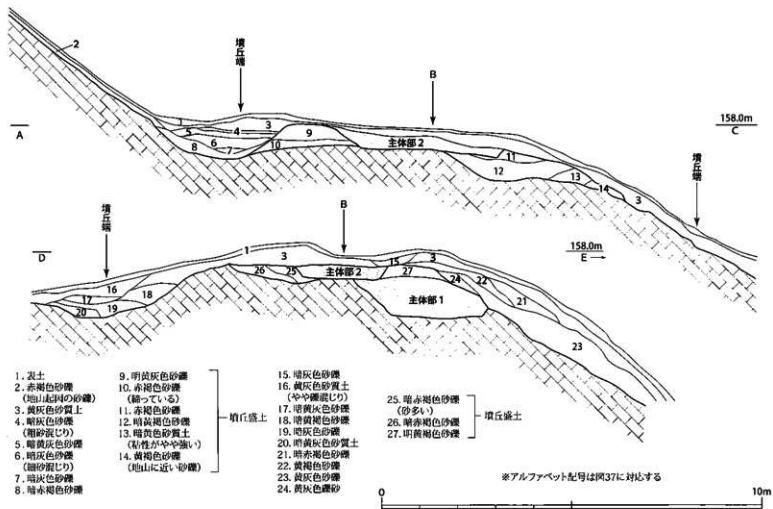 2
墳丘端
B
158.0m
A
C
1
3
5
4
9
6
8
7
10
主体部2
11
12
13
14
3
墳丘端
墳丘端
B
158.0m
D
E
1
3
15
3
16
26
25
主体部2
27
24
22
17
18
21
20
19
主体部1
23
1. 表土
2. 赤褐色砂礫
(地山起因の砂礫)
3. 黄灰色砂質土
4. 暗灰色砂礫
(粗砂混じり)
5. 暗黄灰色砂礫
6. 暗灰色砂礫
(細砂混じり)
7. 暗灰色砂礫
8. 暗赤褐色砂礫
9. 明黄灰色砂礫
10. 赤褐色砂礫
(締っている)
11. 赤褐色砂礫
12. 暗黄褐色砂礫
13. 暗黄色砂質土
(粘性がやや強い)
14. 黄褐色砂礫
(地山に近い砂礫)
墳丘盛土
15. 暗灰色砂礫
16. 黄灰色砂質土
(やや礫混じり)
17. 暗黄灰色砂礫
18. 暗黄褐色砂礫
19. 暗灰色砂礫
20. 暗黄灰色砂質土
21. 暗赤褐色砂礫
22. 黄褐色砂礫
23. 黄灰色砂礫
24. 黄灰色礫砂
25. 暗赤褐色砂礫
(砂多い)
26. 暗赤褐色砂礫
27. 明黄褐色砂礫
墳丘盛土
※アルファベット記号は図37に対応する
0
10m